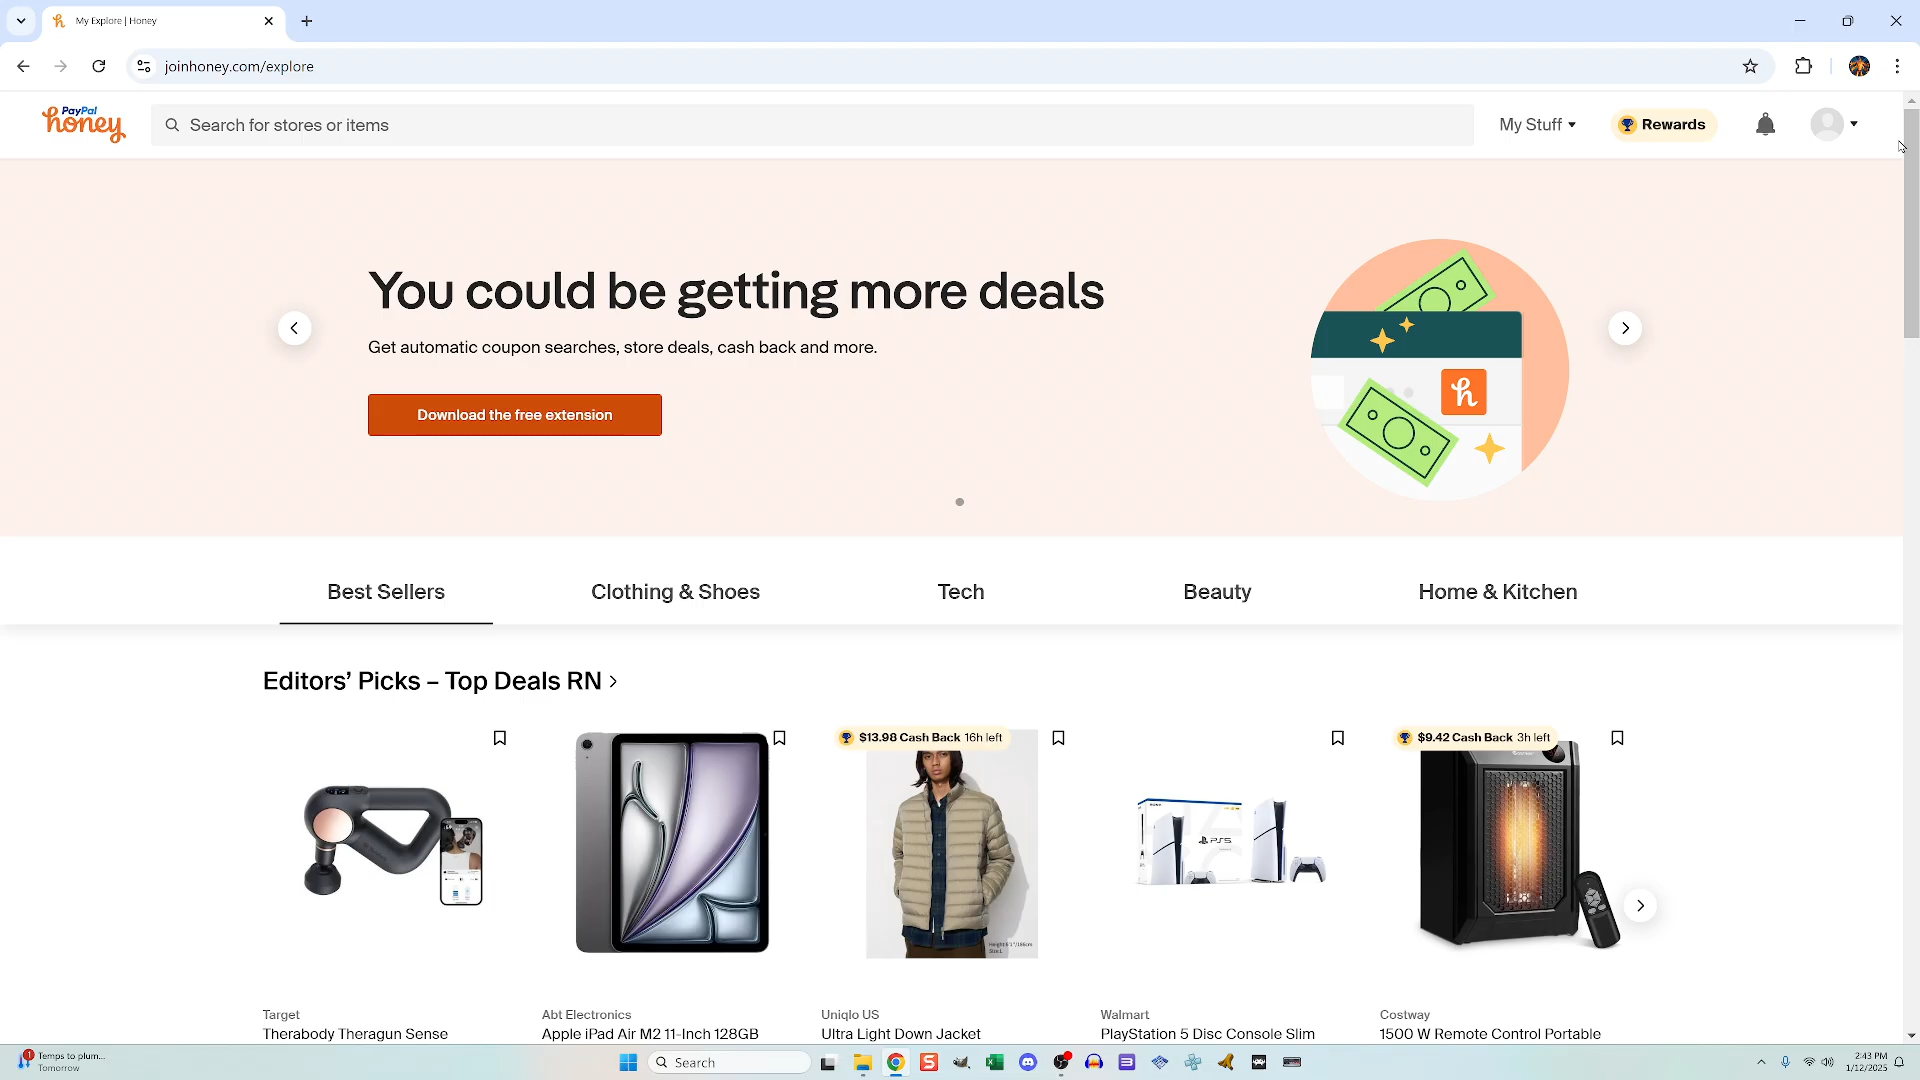 My Explore | Honey
joinhoney.com/explore
PayPal
honey
Search for stores or items
My Stuff
Rewards
You could be getting more deals
Get automatic coupon searches, store deals, cash back and more.
Download the free extension
h
Best Sellers
Clothing & Shoes
Tech
Beauty
Home & Kitchen
Editors’ Picks – Top Deals RN
$13.98 Cash Back 16h left
$9.42 Cash Back 3h left
PS5
Target
Therabody Theragun Sense
Abt Electronics
Apple iPad Air M2 11-Inch 128GB
Uniqlo US
Ultra Light Down Jacket
Walmart
PlayStation 5 Disc Console Slim
Costway
1500 W Remote Control Portable
1
Temps to plum...
Tomorrow
Search
2:43 PM
1/12/2025